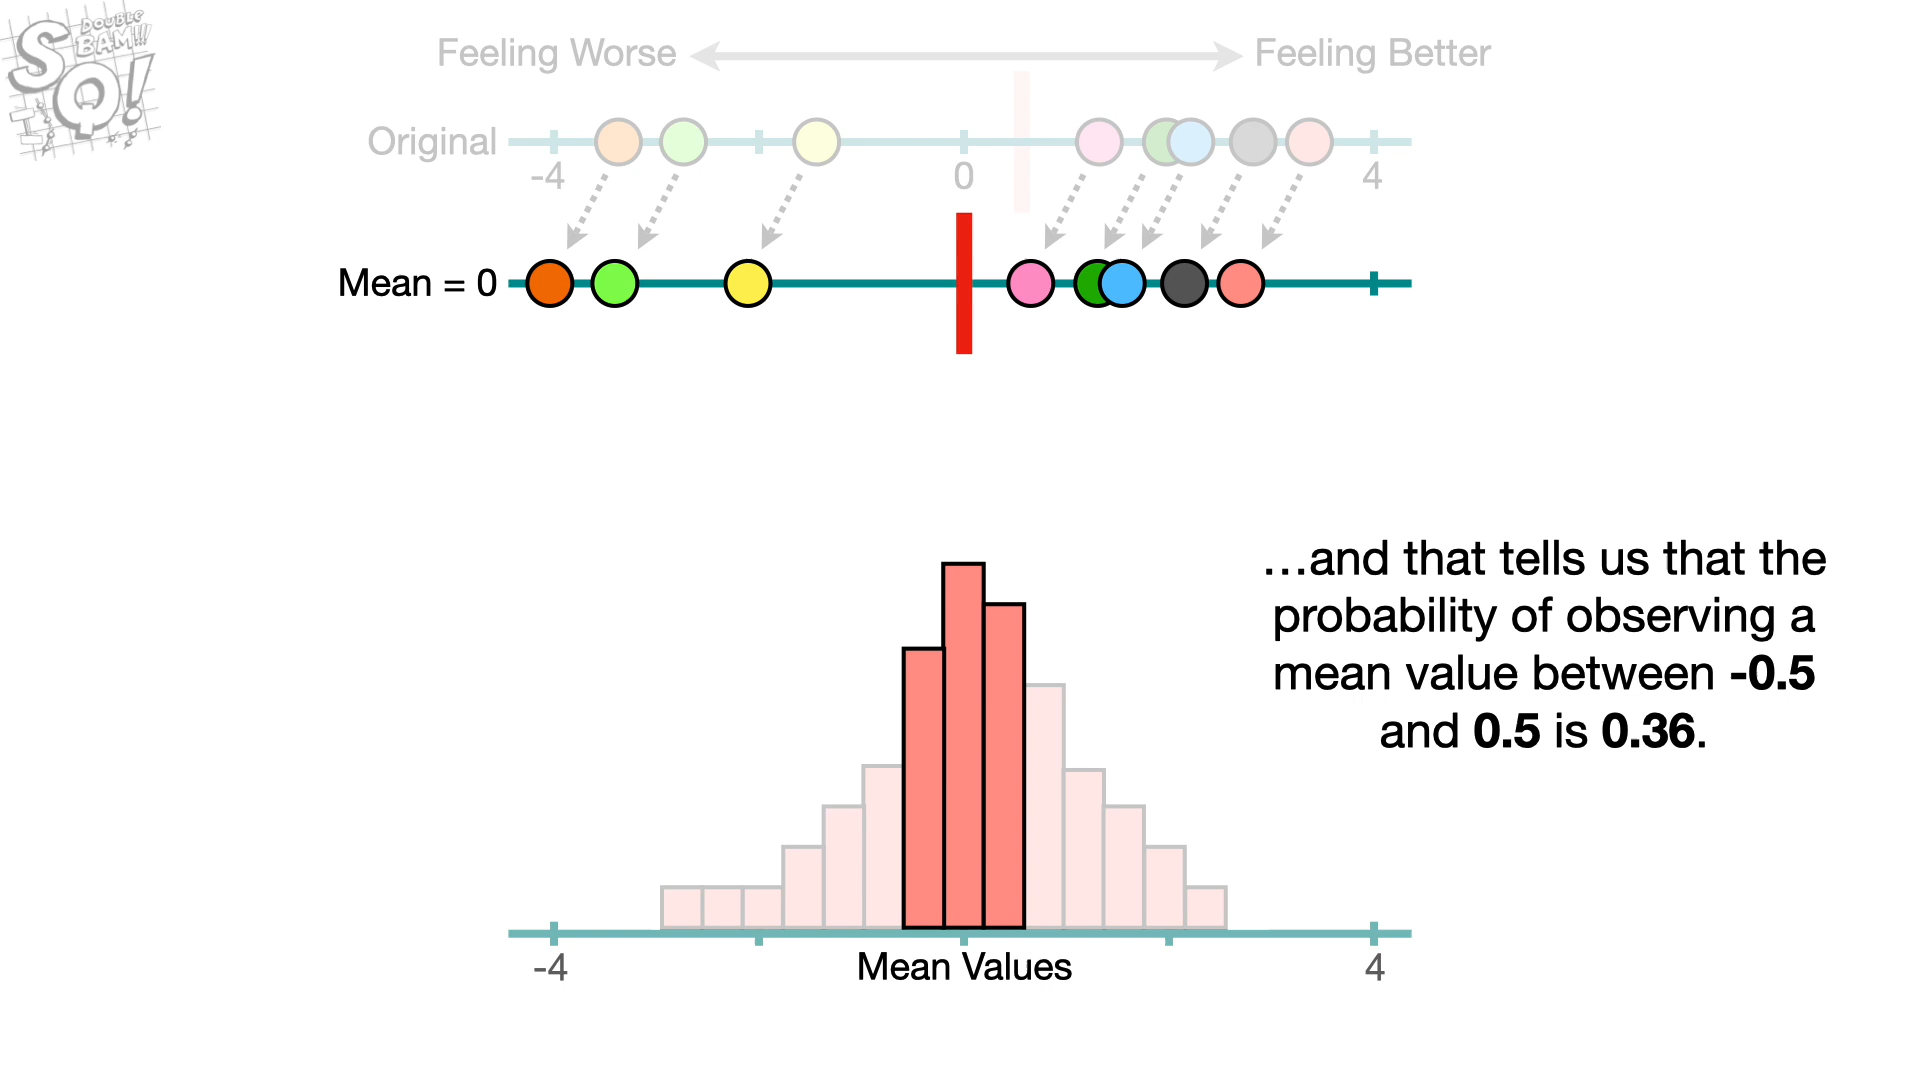 DOUBLE
BAM!!!
SQ!
Feeling Worse
Feeling Better
Original
-4
0
4
Mean = 0
…and that tells us that the
probability of observing a
mean value between -0.5
and 0.5 is 0.36.
-4
Mean Values
4